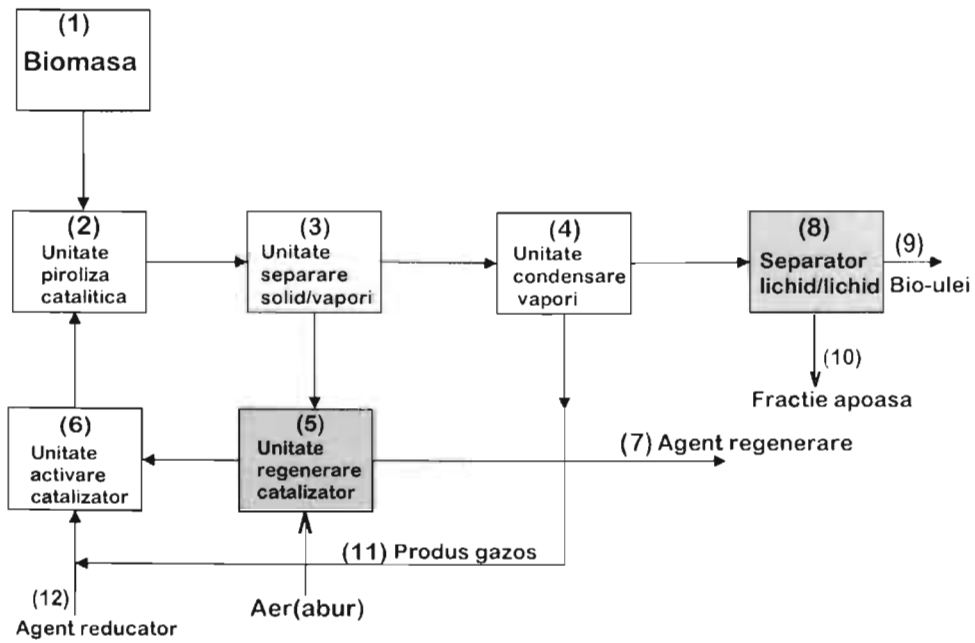 (1)
Biomasa
(2)
Unitate
piroliza
catalitica
(3)
Unitate
separare
solid/vapori
(4)
Unitate
condensare
vapori
(8)
Separator
lichid/lichid
(9)
Bio-ulei
(10)
Fractie apoasa
(6)
Unitate
activare
catalizator
(5)
Unitate
regenerare
catalizator
(7) Agent regenerare
(11) Produs gazos
(12)
Agent reducator
Aer(abur)